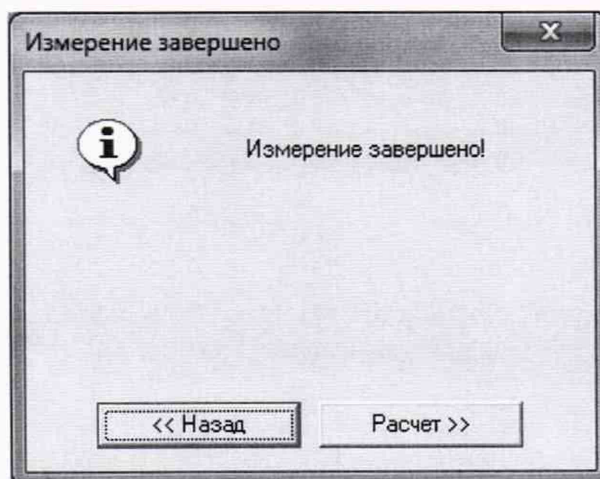 Измерение завершено
Измерение завершено!
<< Назад
Расчет >>